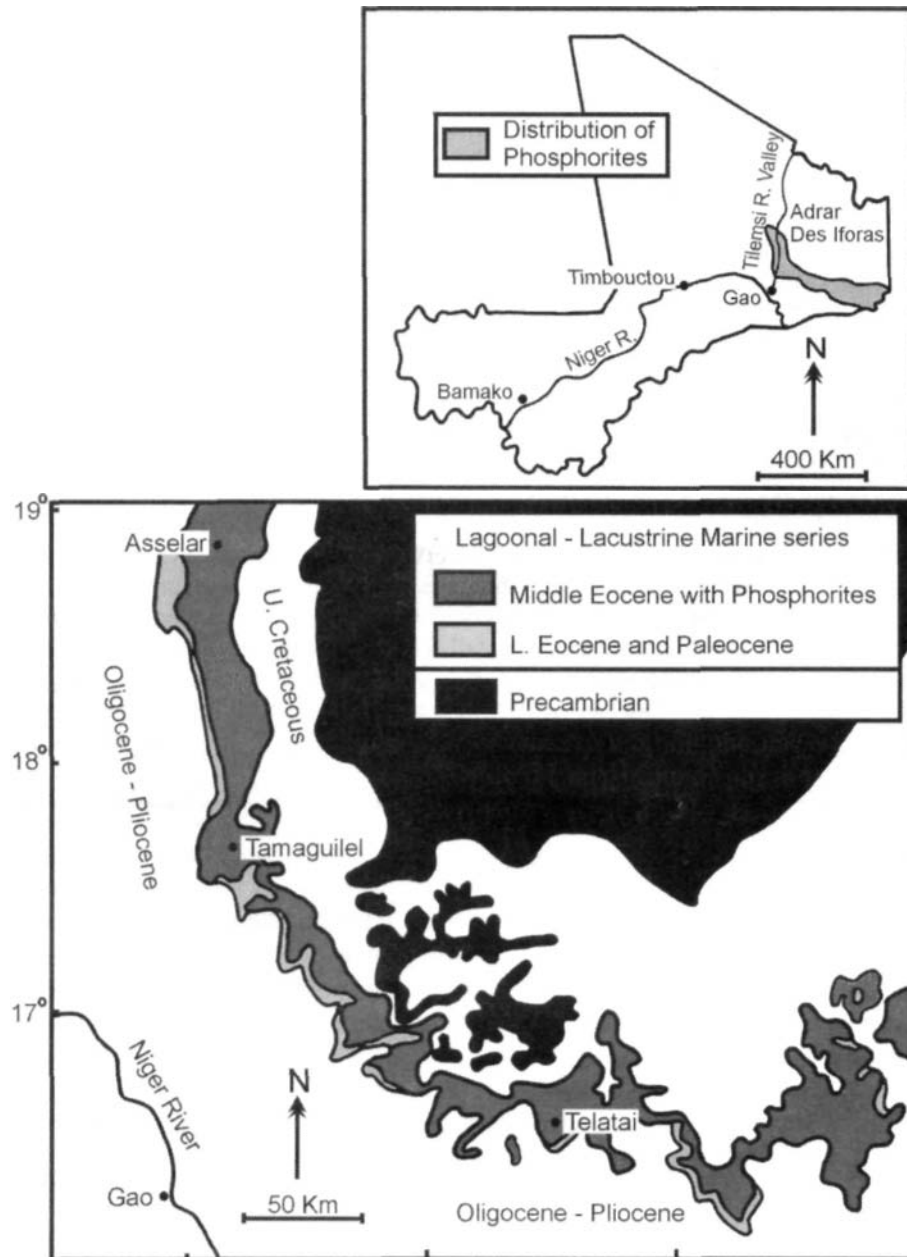 Distribution of
Phosphorites
Tilemsi R. Valley
Adrar
Des Iforas
Timbouctou
Gao
Niger R.
Bamako
N
400 Km
19°
Asselar
Lagoonal - Lacustrine Marine series
Middle Eocene with Phosphorites
L. Eocene and Paleocene
Precambrian
U. Cretaceous
Oligocene - Pliocene
18°
Tamaguilel
17°
Niger River
N
Telatai
Gao
50 Km
Oligocene - Pliocene